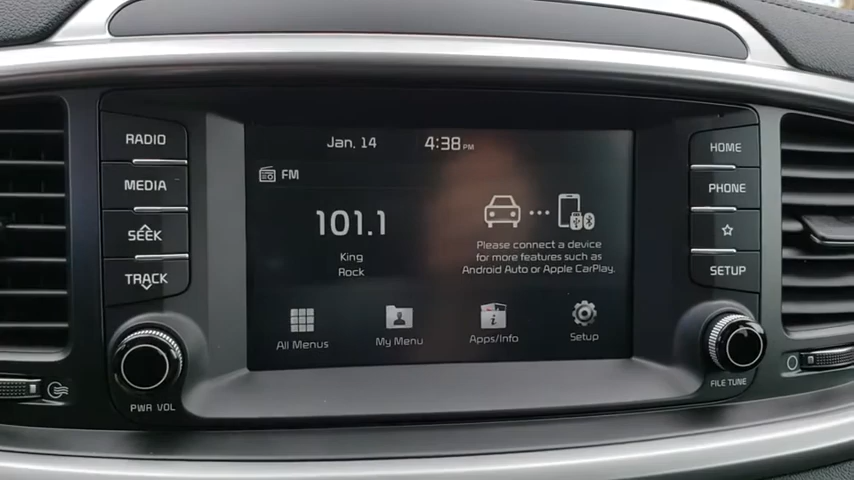 RADIO
MEDIA
SEEK
TRACK
PWR VOL
Jan. 14 4:38 PM
FM
101.1
King
Rock
Please connect a device
for more features such as
Android Auto or Apple CarPlay.
All Menus
My Menu
Apps/Info
Setup
HOME
PHONE
SETUP
FILE TUNE